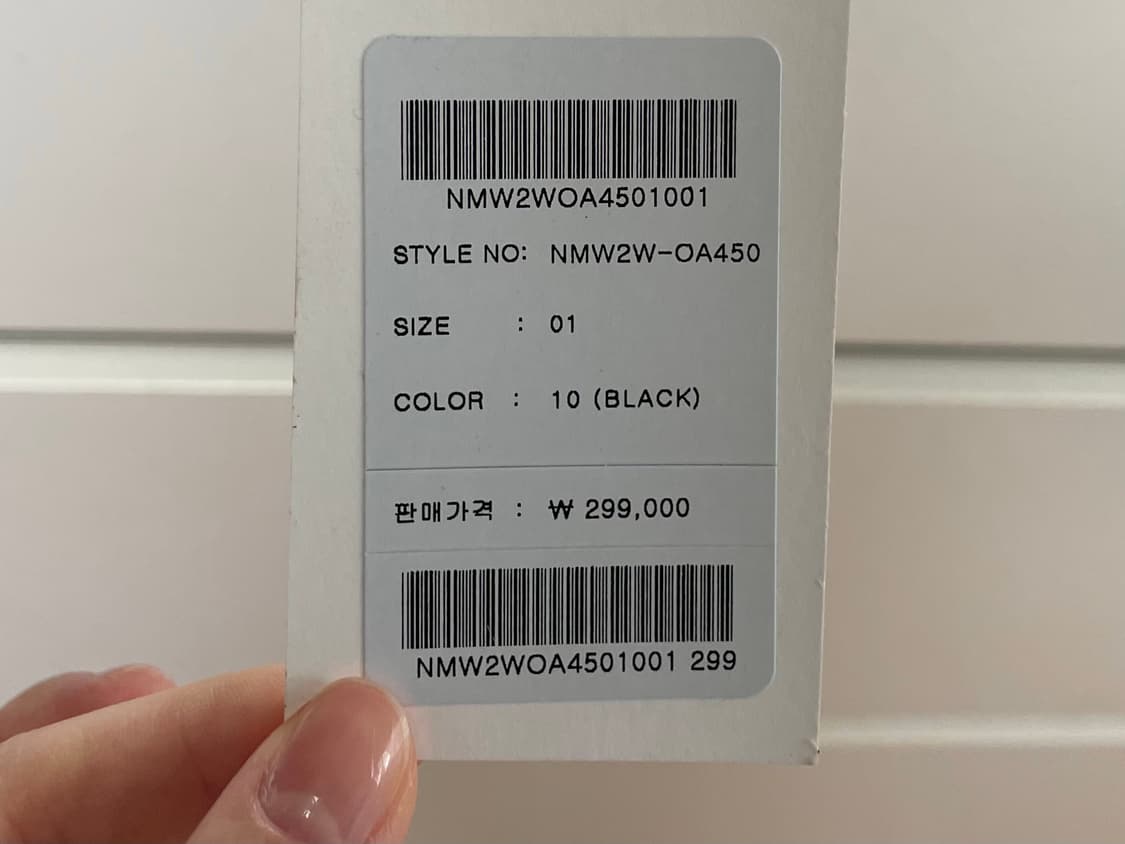 NMW2WOA4501001
STYLE NO: NMW2W-OA450
SIZE : 01
COLOR : 10 (BLACK)
판매가격 : ₩ 299,000
NMW2WOA4501001 299